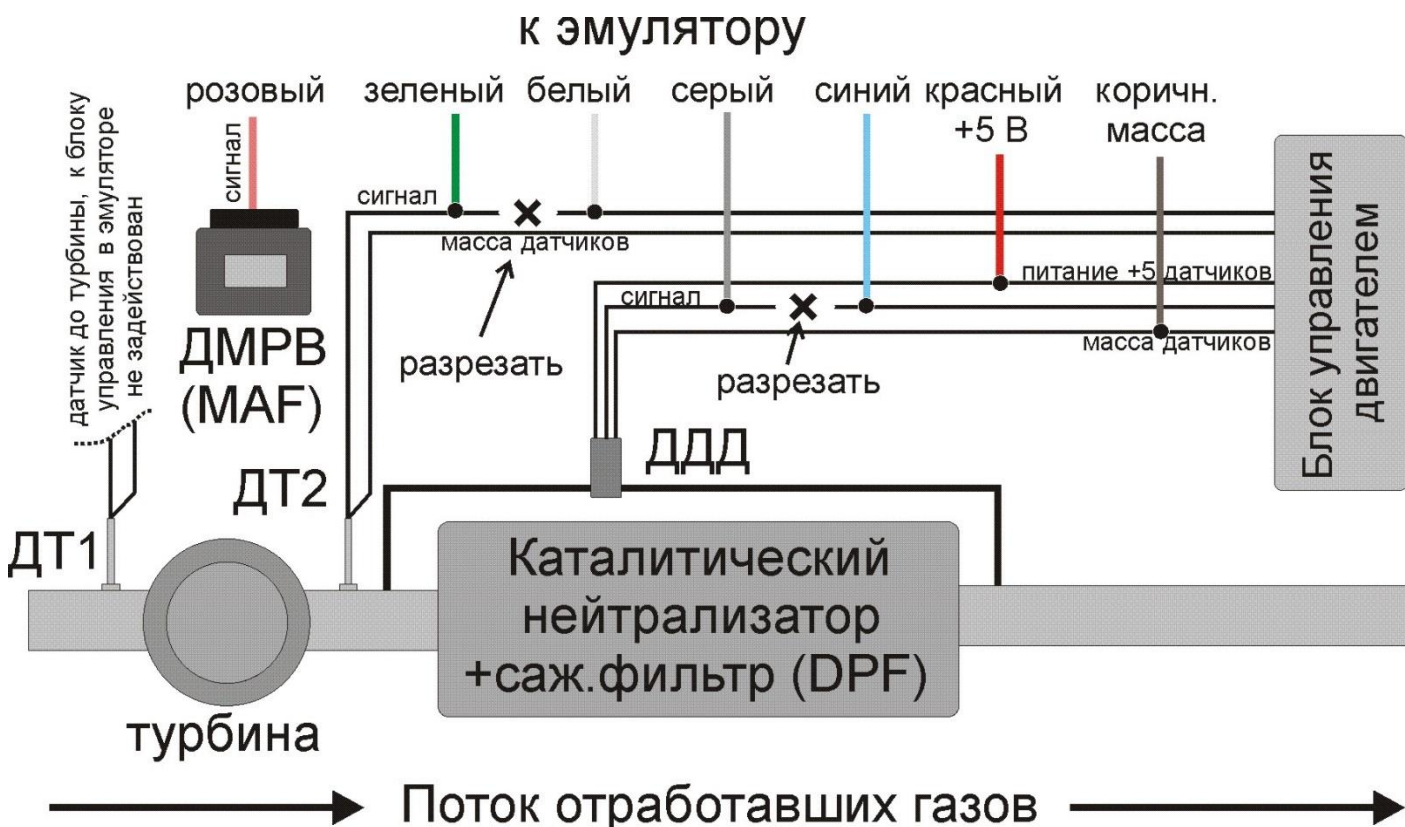 к эмулятору
розовый
зеленый
белый
серый
синий
красный
+5 В
коричн.
масса
датчик до турбины, к блоку
управления в эмуляторе
не задействован
сигнал
сигнал
масса датчиков
разрезать
питание +5 датчиков
сигнал
масса датчиков
разрезать
Блок управления
двигателем
ДМРВ
(MAF)
ДДД
ДТ2
ДТ1
Каталитический
нейтрализатор
+саж.фильтр (DPF)
турбина
Поток отработавших газов